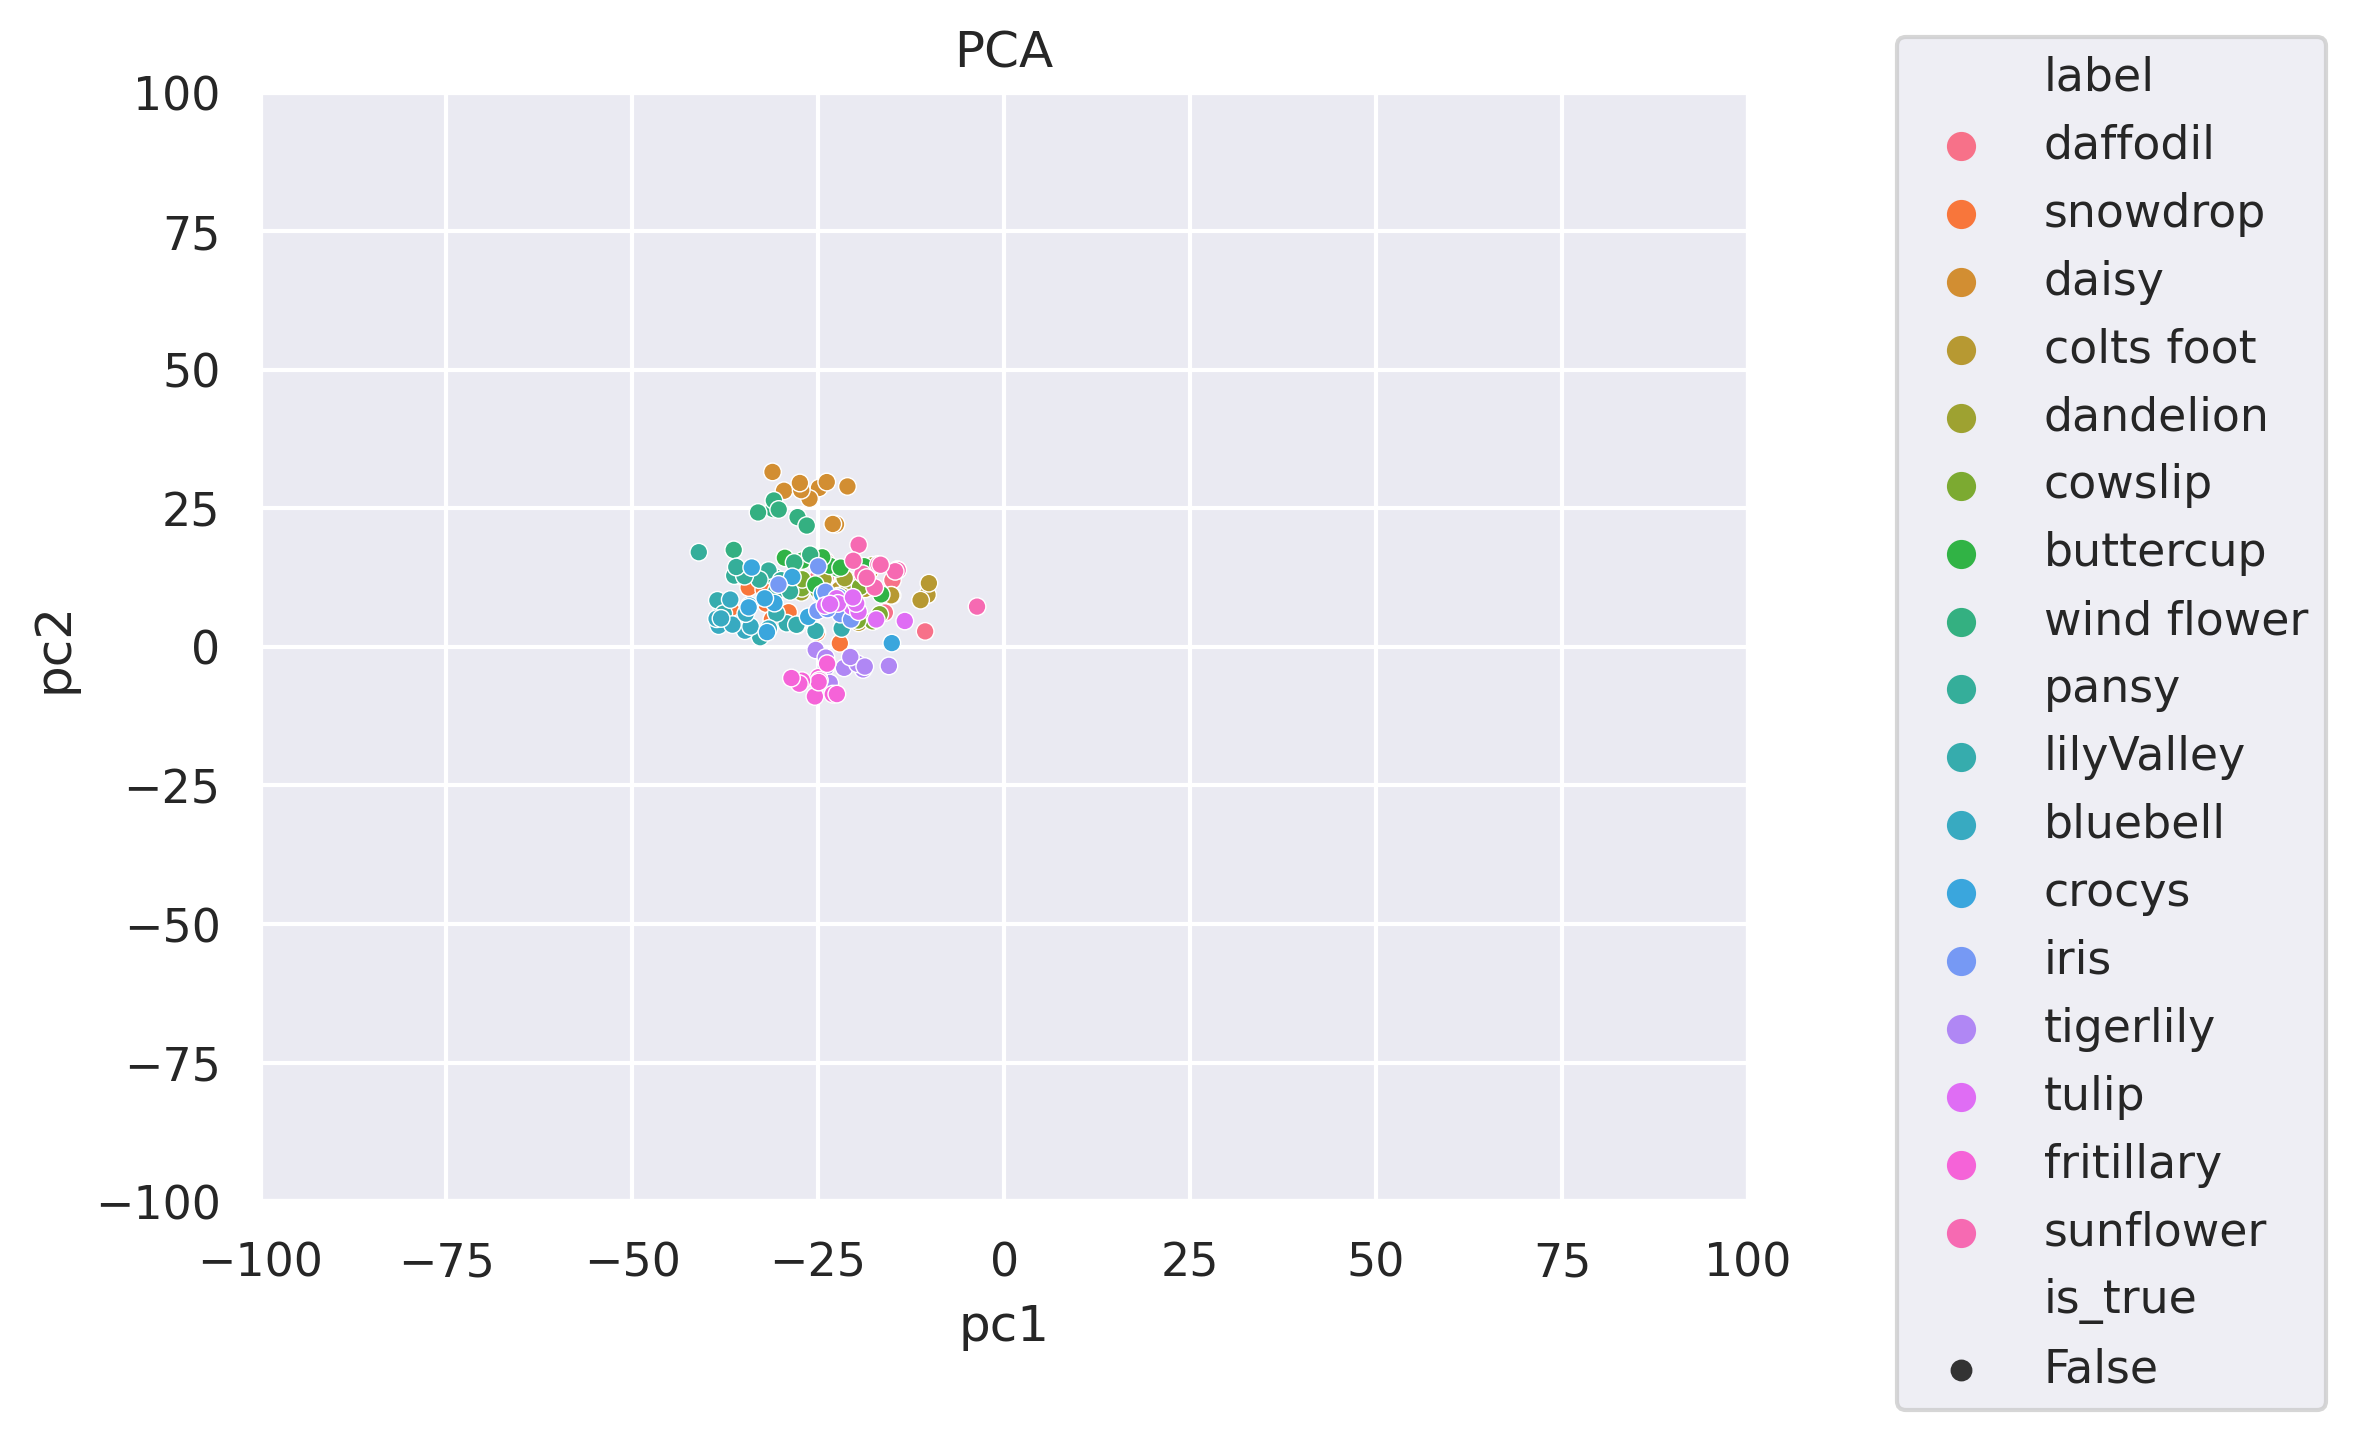 PCA
100
75
50
25
0
−25
−50
−75
−100
pc2
−100 −75 −50 −25 0 25 50 75 100
pc1
label
daffodil
snowdrop
daisy
colts foot
dandelion
cowslip
buttercup
wind flower
pansy
lilyValley
bluebell
crocys
iris
tigerlily
tulip
fritillary
sunflower
is_true
False